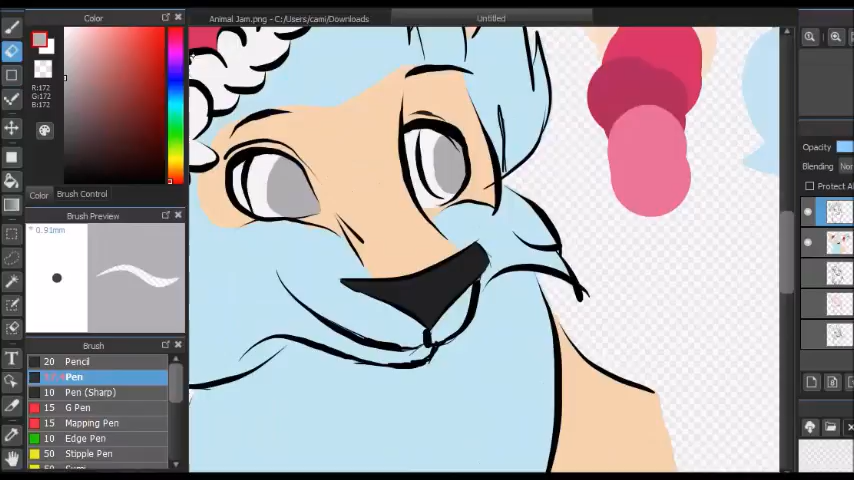 Color
Animal Jam.png - C:/Users/cami/Downloads
Untitled
R:172
G:172
B:172
Opacity
Blending
Protect
Color
Brush Control
Brush Preview
* 0.91mm
Brush
20 Pencil
Pen
10 Pen (Sharp)
15 G Pen
15 Mapping Pen
10 Edge Pen
50 Stipple Pen